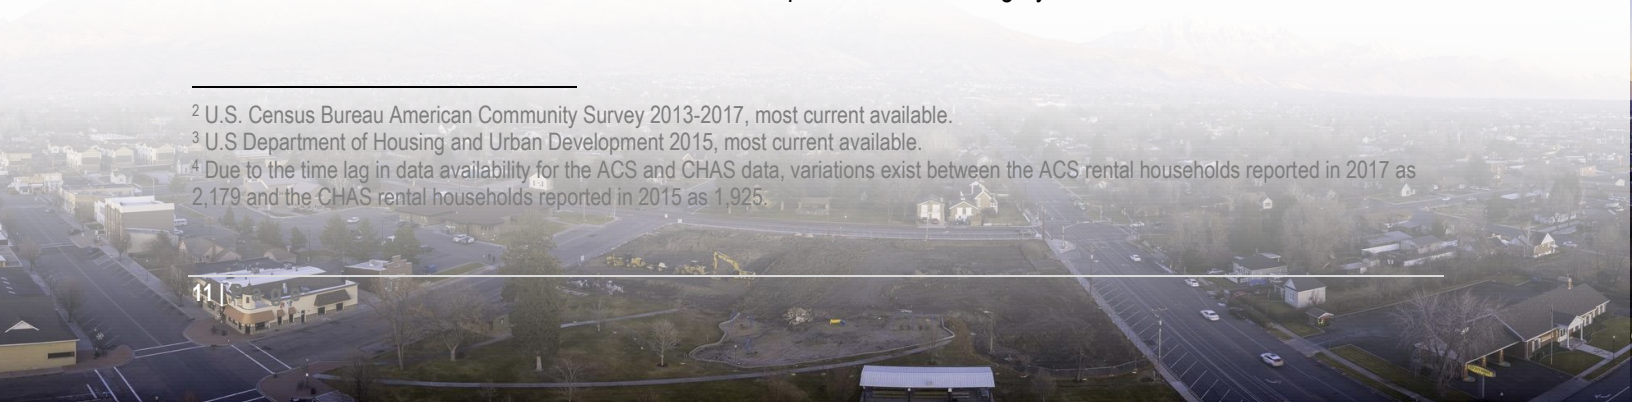 2 U.S. Census Bureau American Community Survey 2013-2017, most current available.
3 U.S Department of Housing and Urban Development 2015, most current available.
4 Due to the time lag in data availability for the ACS and CHAS data, variations exist between the ACS rental households reported in 2017 as
2,179 and the CHAS rental households reported in 2015 as 1,925.
11 |